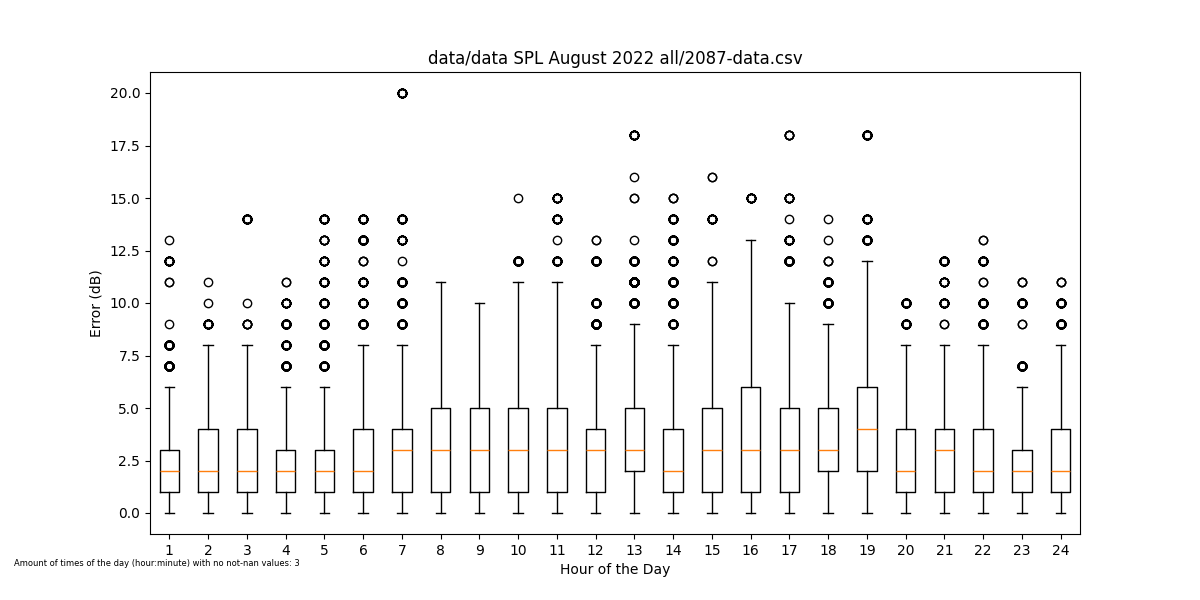 data/data SPL August 2022 all/2087-data.csv
20.0
17.5
15.0
12.5
10.0
7.5
5.0
2.5
0.0
Error (dB)
1 2 3 4 5 6 7 8 9 10 11 12 13 14 15 16 17 18 19 20 21 22 23 24
Amount of times of the day (hour:minute) with no not-nan values: 3
Hour of the Day